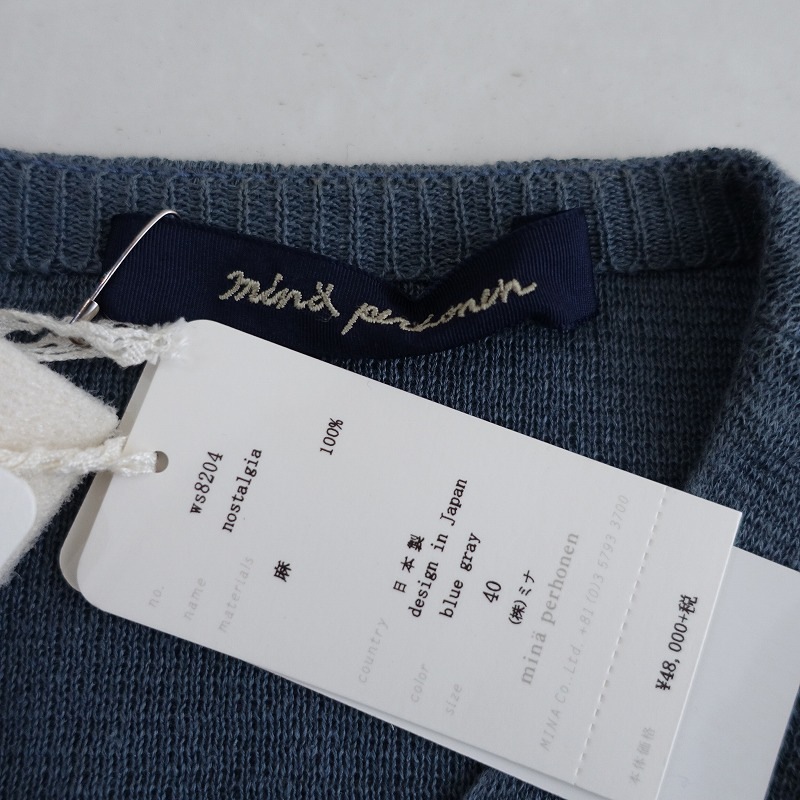 minä perhonen
no. ws8204
name nostalgia
materials
麻 100%
country 日本製
design in Japan
color blue gray
size 40
(株)ミナ
minä perhonen
MINA Co., Ltd. +81 (0)3 5793 3700
本体価格 ¥48,000+税